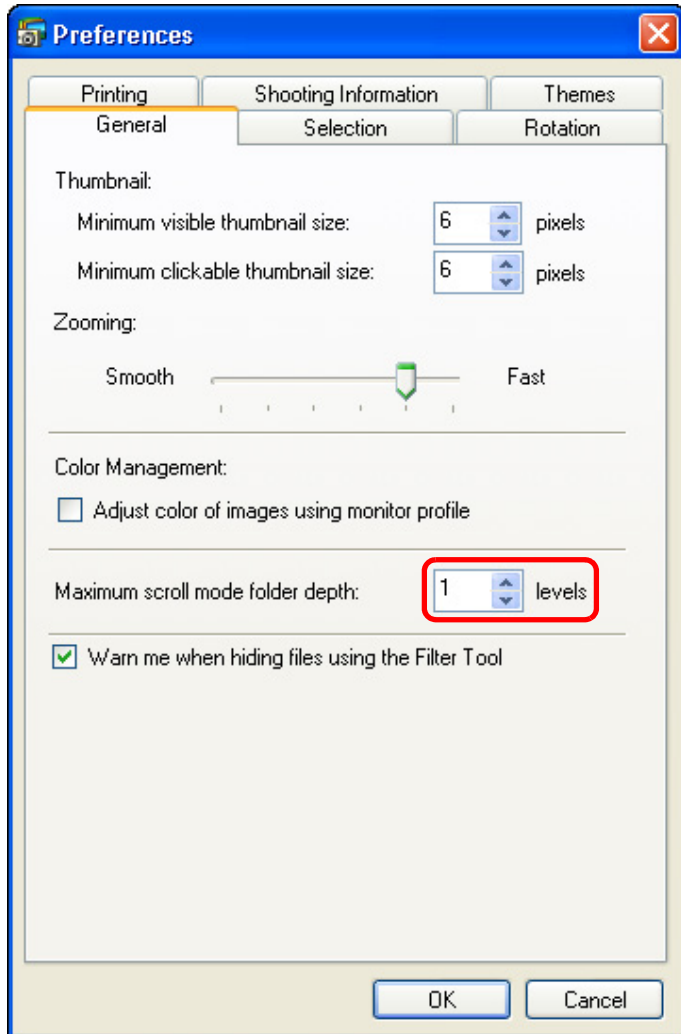 Preferences
Printing Shooting Information Themes
General Selection Rotation
Thumbnail:
Minimum visible thumbnail size: 6 pixels
Minimum clickable thumbnail size: 6 pixels
Zooming:
Smooth Fast
Color Management:
Adjust color of images using monitor profile
Maximum scroll mode folder depth: 1 levels
Warn me when hiding files using the Filter Tool
OK Cancel